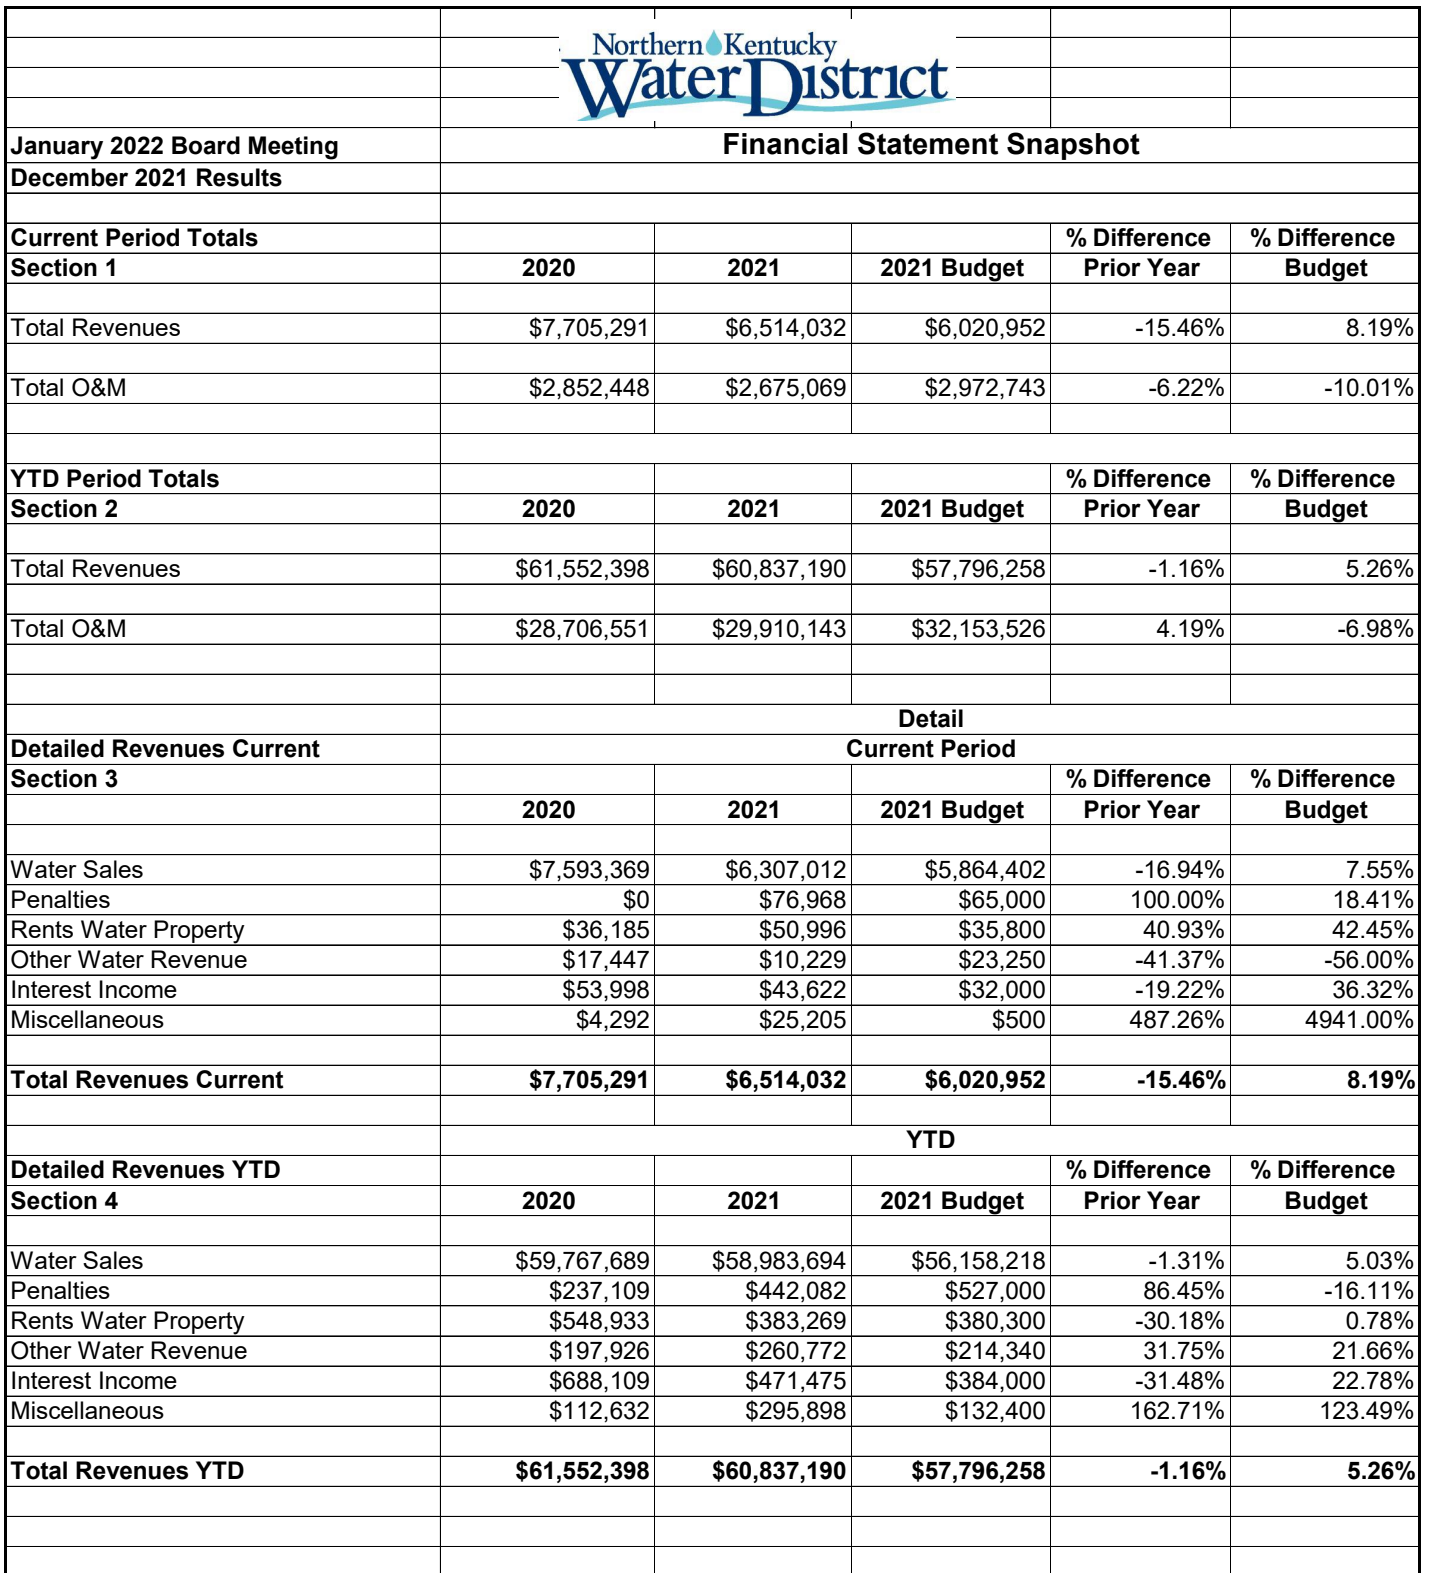 Northern Kentucky
Water District
January 2022 Board Meeting Financial Statement Snapshot
December 2021 Results
Current Period Totals % Difference % Difference
Section 1 2020 2021 2021 Budget Prior Year Budget
Total Revenues $7,705,291 $6,514,032 $6,020,952 -15.46% 8.19%
Total O&M $2,852,448 $2,675,069 $2,972,743 -6.22% -10.01%
YTD Period Totals % Difference % Difference
Section 2 2020 2021 2021 Budget Prior Year Budget
Total Revenues $61,552,398 $60,837,190 $57,796,258 -1.16% 5.26%
Total O&M $28,706,551 $29,910,143 $32,153,526 4.19% -6.98%
Detail
Detailed Revenues Current Current Period
Section 3 % Difference % Difference
2020 2021 2021 Budget Prior Year Budget
Water Sales $7,593,369 $6,307,012 $5,864,402 -16.94% 7.55%
Penalties $0 $76,968 $65,000 100.00% 18.41%
Rents Water Property $36,185 $50,996 $35,800 40.93% 42.45%
Other Water Revenue $17,447 $10,229 $23,250 -41.37% -56.00%
Interest Income $53,998 $43,622 $32,000 -19.22% 36.32%
Miscellaneous $4,292 $25,205 $500 487.26% 4941.00%
Total Revenues Current $7,705,291 $6,514,032 $6,020,952 -15.46% 8.19%
YTD
Detailed Revenues YTD % Difference % Difference
Section 4 2020 2021 2021 Budget Prior Year Budget
Water Sales $59,767,689 $58,983,694 $56,158,218 -1.31% 5.03%
Penalties $237,109 $442,082 $527,000 86.45% -16.11%
Rents Water Property $548,933 $383,269 $380,300 -30.18% 0.78%
Other Water Revenue $197,926 $260,772 $214,340 31.75% 21.66%
Interest Income $688,109 $471,475 $384,000 -31.48% 22.78%
Miscellaneous $112,632 $295,898 $132,400 162.71% 123.49%
Total Revenues YTD $61,552,398 $60,837,190 $57,796,258 -1.16% 5.26%